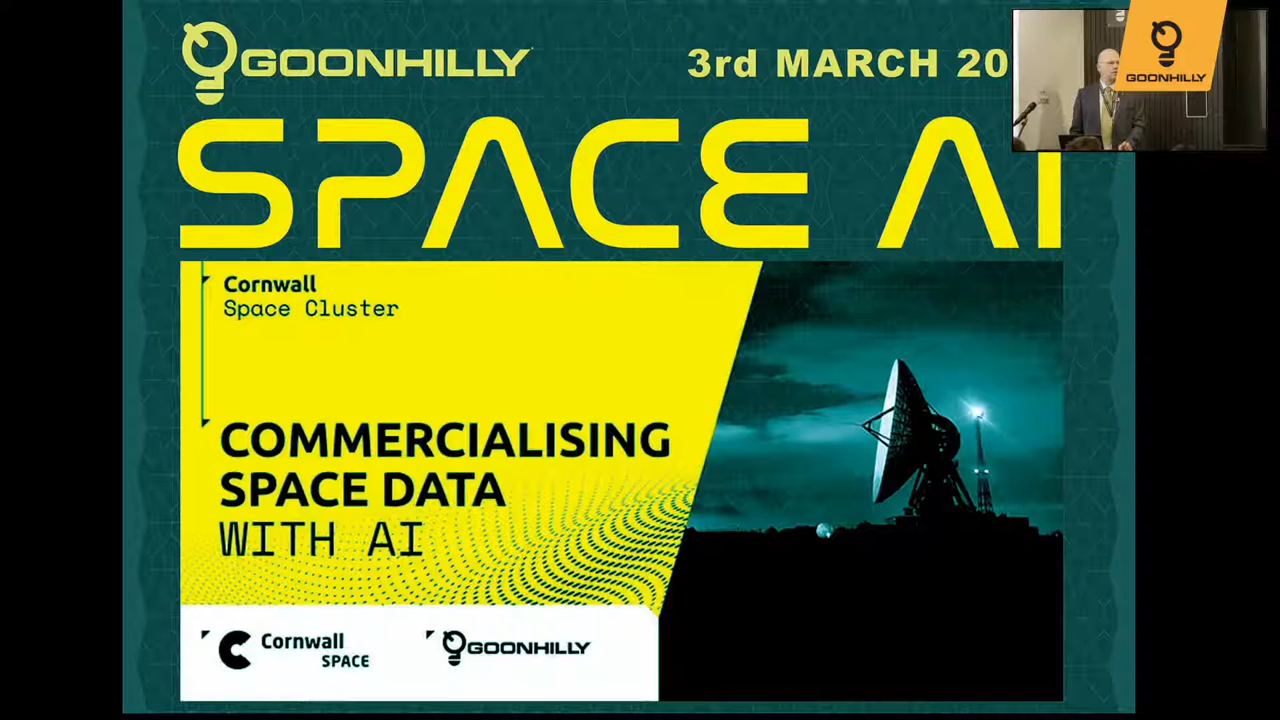 GOONHILLY
3rd MARCH 20
GOONHILLY
SPACE AI
Cornwall
Space Cluster
COMMERCIALISING
SPACE DATA
WITH AI
Cornwall
SPACE
GOONHILLY